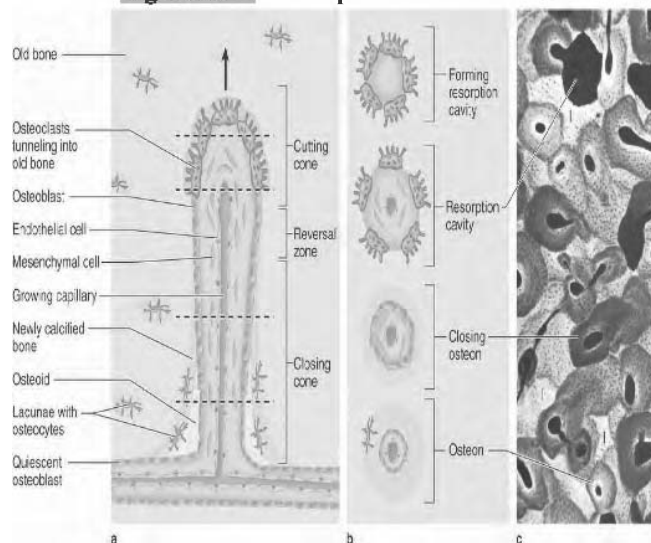 Old bone
Osteoclasts
tunneling into
old bone
Osteoblast
Endothelial cell
Mesenchymal cell
Growing capillary
Newly calcified
bone
Osteoid
Lacunae with
osteocytes
Quiescent
osteoblast
Cutting
cone
Reversal
zone
Closing
cone
a
Forming
resorption
cavity
Resorption
cavity
Closing
osteon
Osteon
b
I
I
I
c